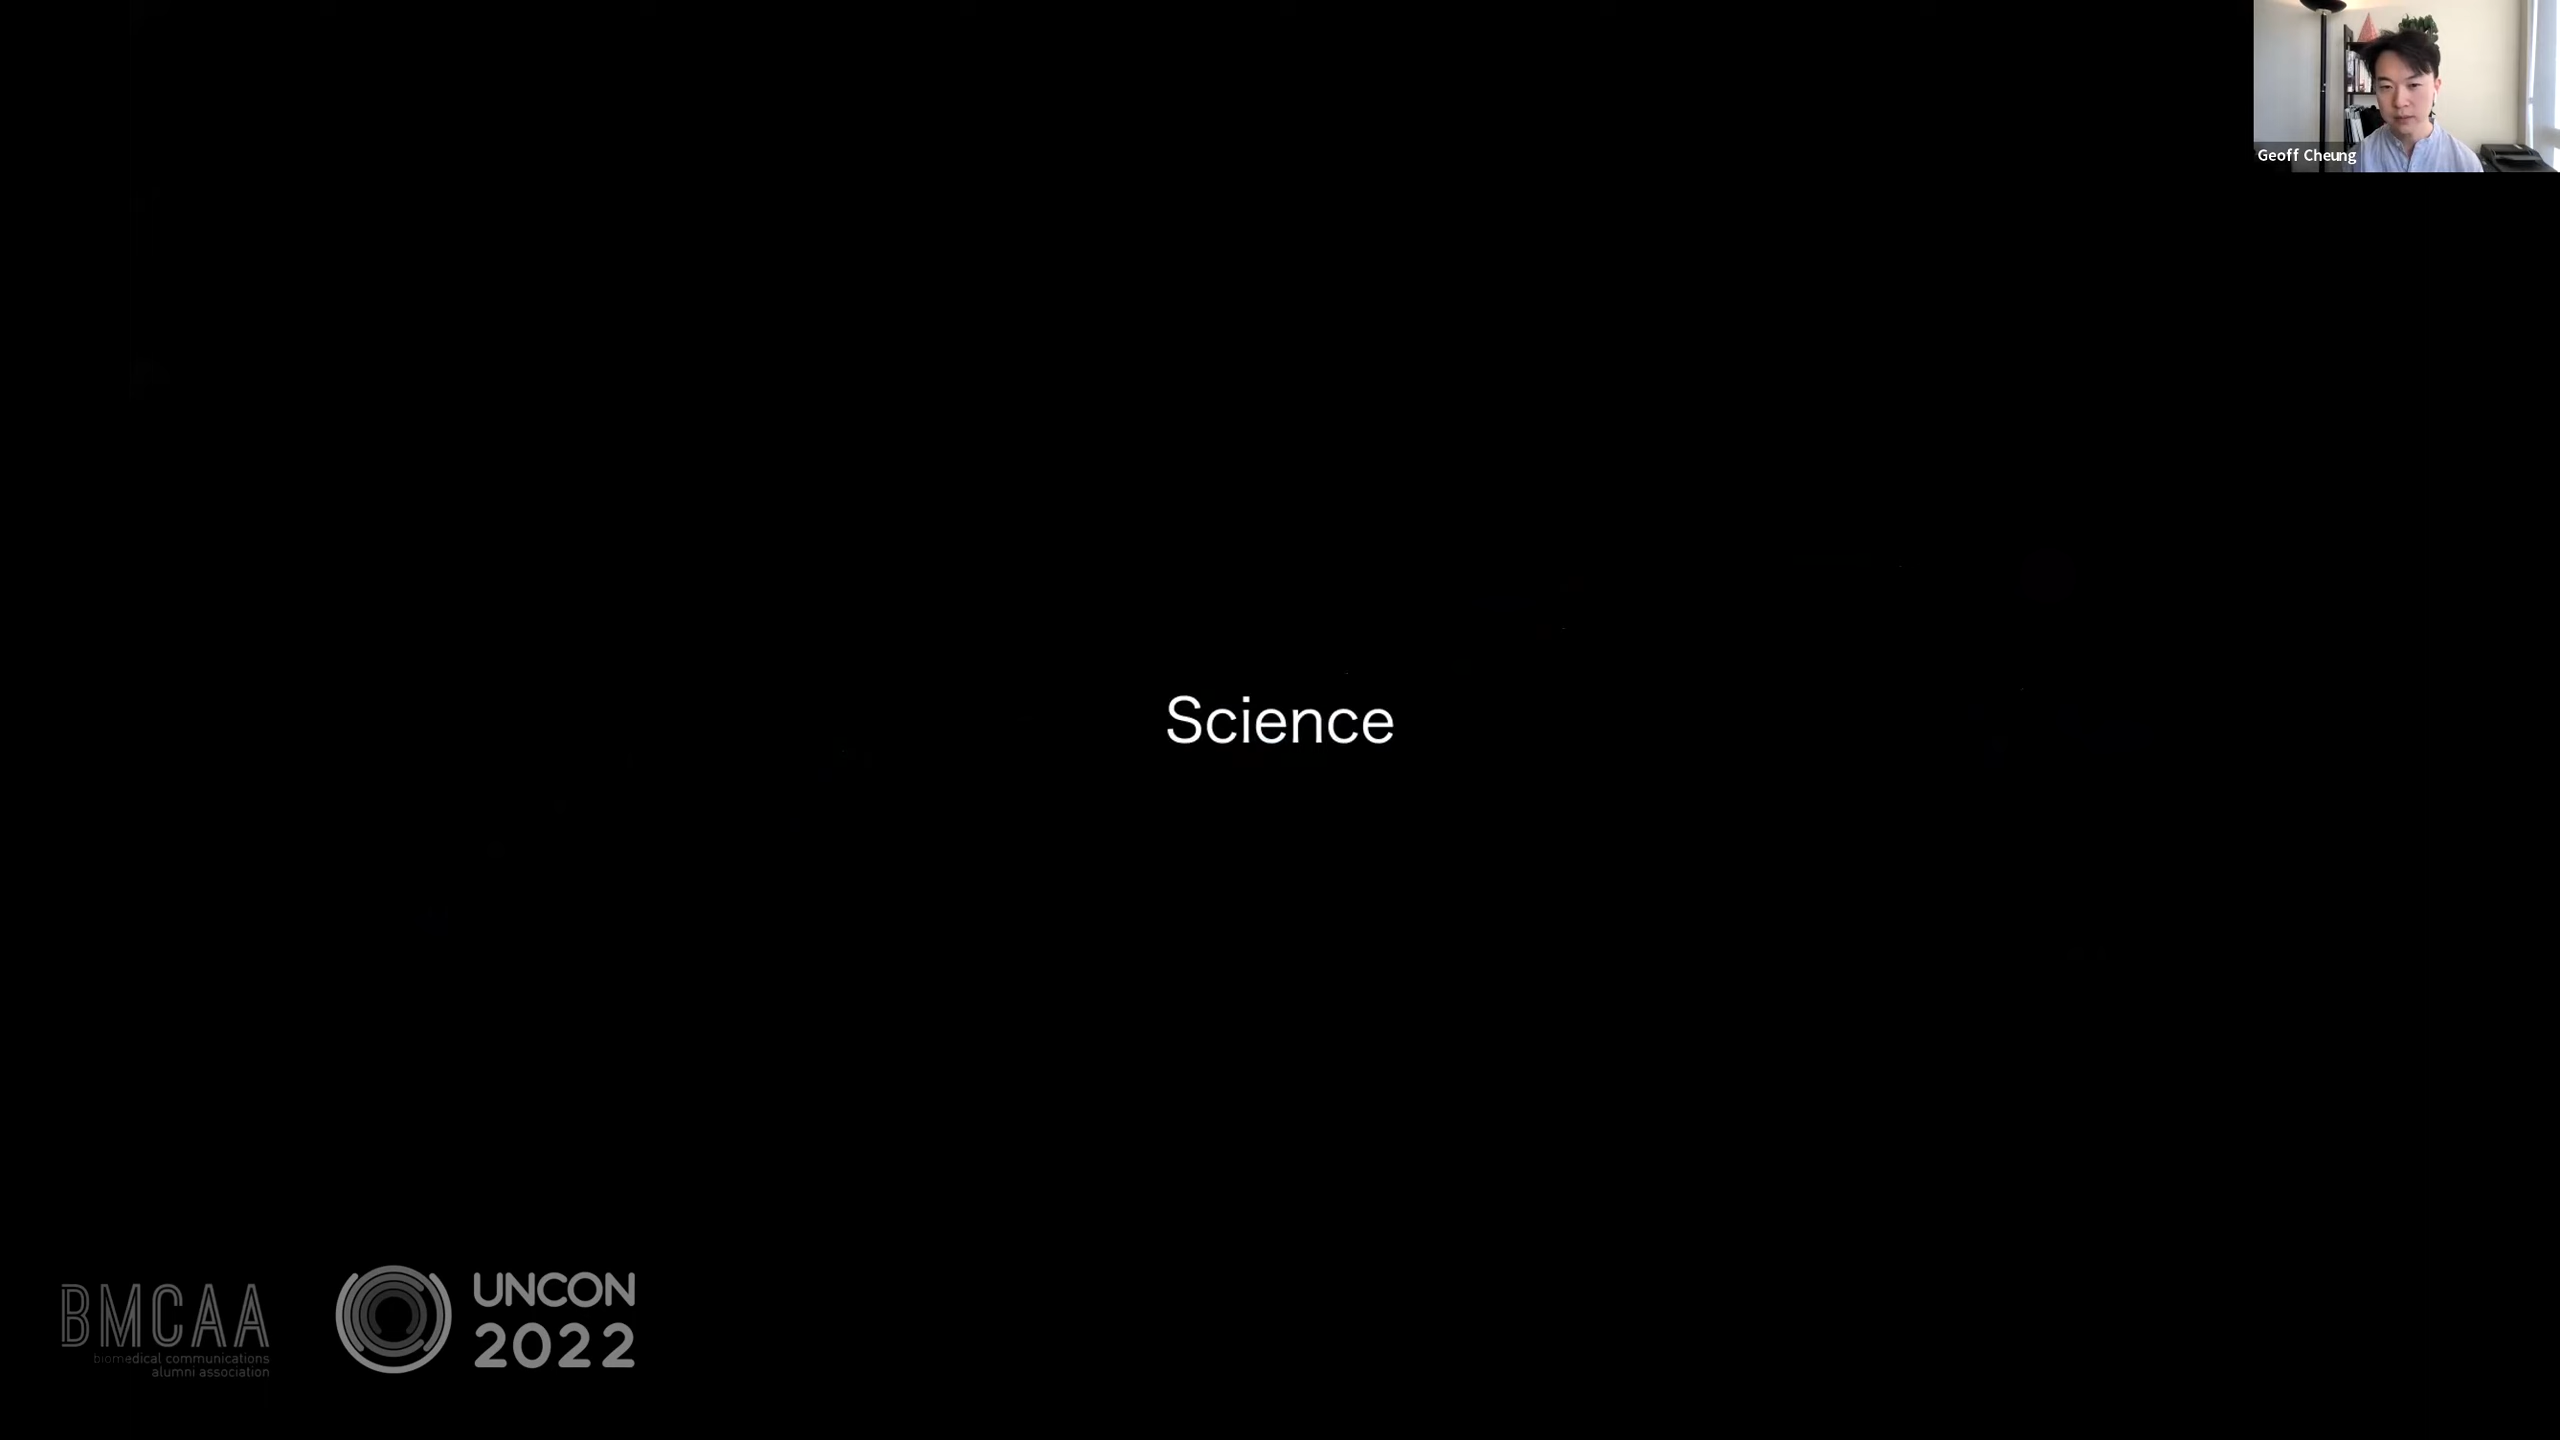 Geoff Cheung
Science
BMCAA
biomedical communications
alumni association
UNCON
2022